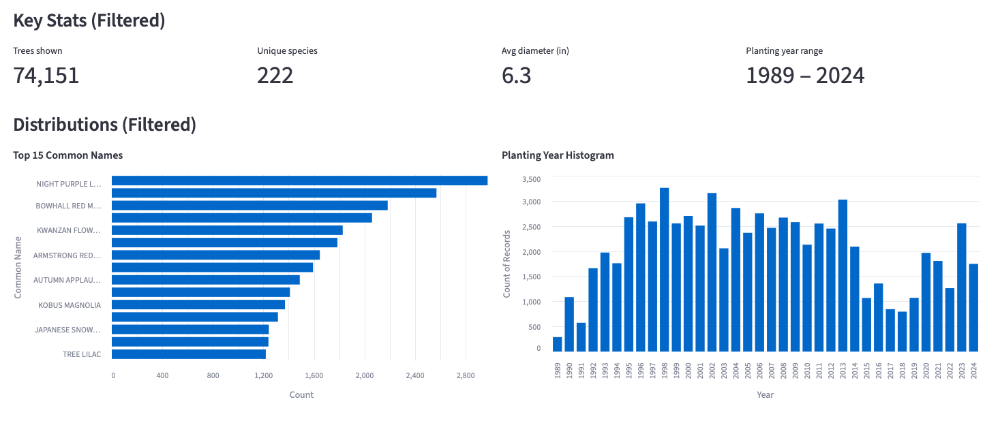 Key Stats (Filtered)
Trees shown
74,151
Unique species
222
Avg diameter (in)
6.3
Planting year range
1989 – 2024
Distributions (Filtered)
Top 15 Common Names
Common Name
NIGHT PURPLE L…
BOWHALL RED M…
KWANZAN FLOW…
ARMSTRONG RED…
AUTUMN APPLAU…
KOBUS MAGNOLIA
JAPANESE SNOW…
TREE LILAC
0 400 800 1,200 1,600 2,000 2,400 2,800
Count
Planting Year Histogram
Count of Records
3,500
3,000
2,500
2,000
1,500
1,000
500
0
1989 1990 1991 1992 1993 1994 1995 1996 1997 1998 1999 2000 2001 2002 2003 2004 2005 2006 2007 2008 2009 2010 2011 2012 2013 2014 2015 2016 2017 2018 2019 2020 2021 2022 2023 2024
Year